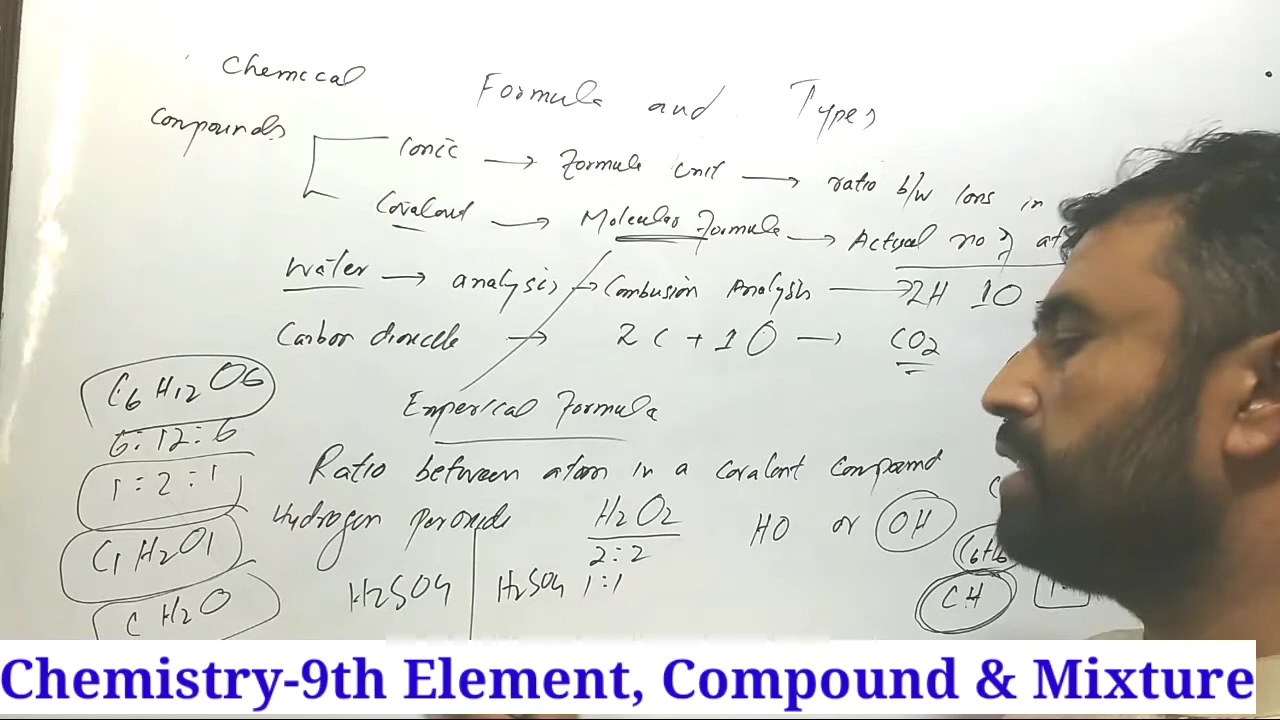 Chemical Formula and Types
Compounds
Ionic → Formula Unit → ratio b/w Ions in
Covalent → Molecular Formula → Actual no of
Water → analysis → Combusion Analysis → 2H 1O
Carbon dioxide → 2C + 1O → CO2
C6H12O6
6:12:6
1:2:1
C1H2O1
CH2O
Emperical Formula
Ratio between atom in a covalent compound
Hydrogen peroxide H2O2 HO or OH
2:2
H2SO4 | H2SO4 1:1
C6H6
CH
Chemistry-9th Element, Compound & Mixture